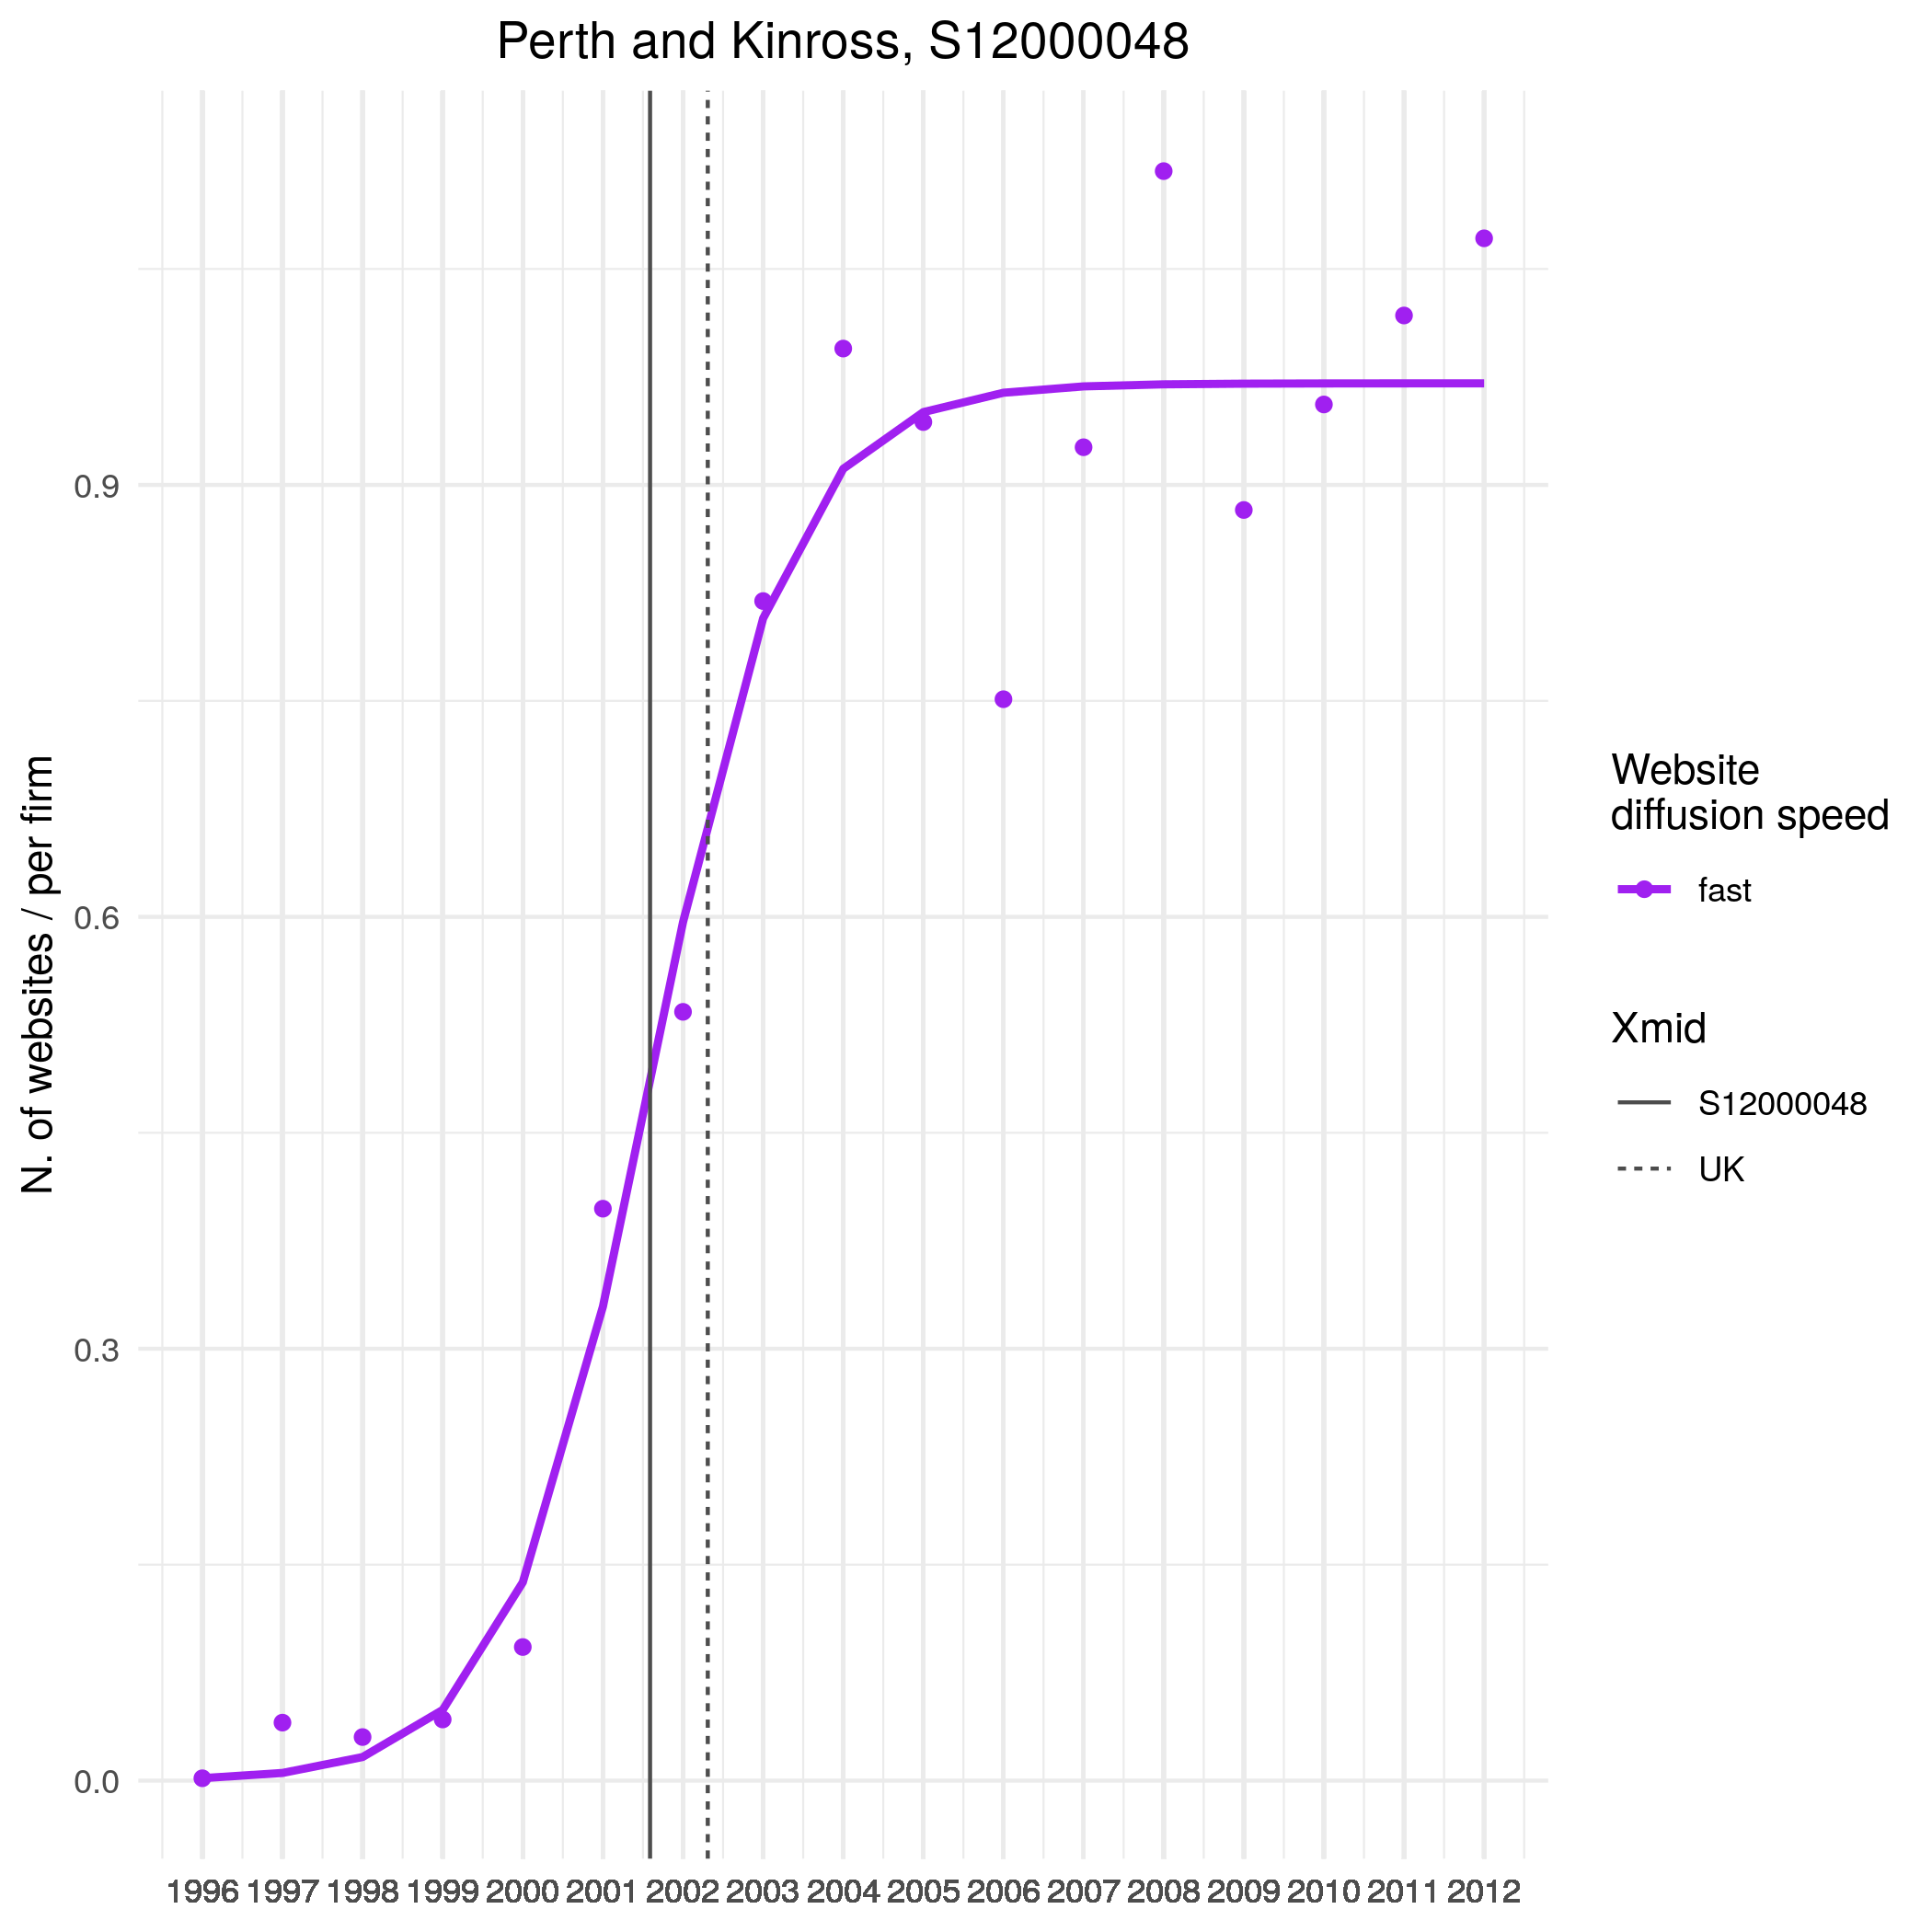 Perth and Kinross, S12000048
N. of websites / per firm
0.9
0.6
0.3
0.0
1996 1997 1998 1999 2000 2001 2002 2003 2004 2005 2006 2007 2008 2009 2010 2011 2012
Website
diffusion speed
fast
Xmid
S12000048
UK